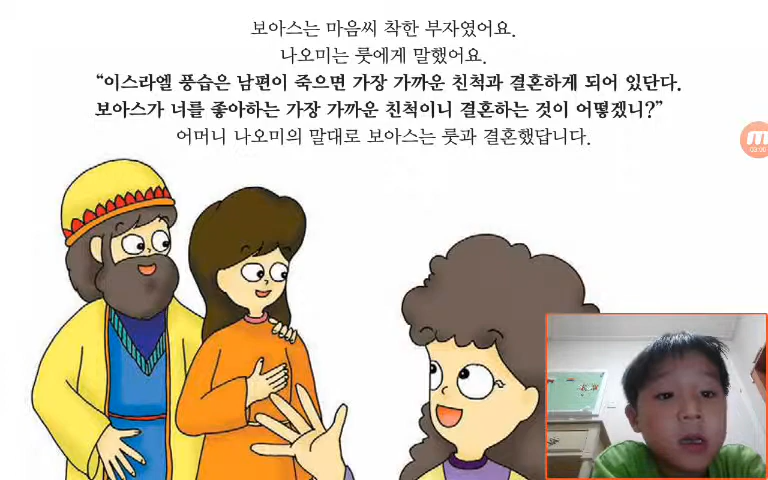 보아스는 마음씨 착한 부자였어요.
나오미는 룻에게 말했어요.
“이스라엘 풍습은 남편이 죽으면 가장 가까운 친척과 결혼하게 되어 있단다.
보아스가 너를 좋아하는 가장 가까운 친척이니 결혼하는 것이 어떻겠니?”
어머니 나오미의 말대로 보아스는 룻과 결혼했답니다.